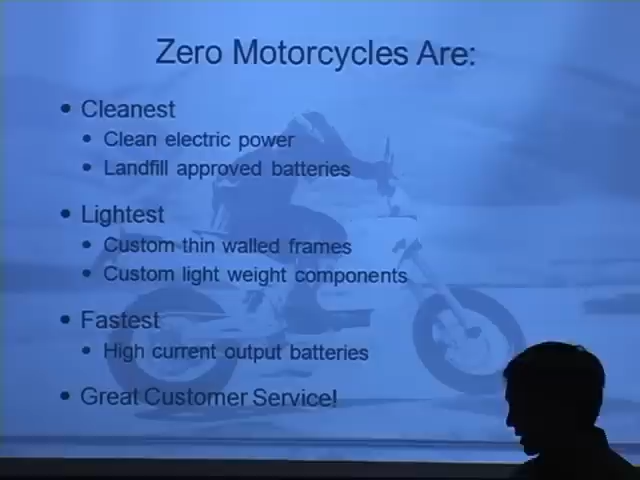 Zero Motorcycles Are:
• Cleanest
• Clean electric power
• Landfill approved batteries
• Lightest
• Custom thin walled frames
• Custom light weight components
• Fastest
• High current output batteries
• Great Customer Service!